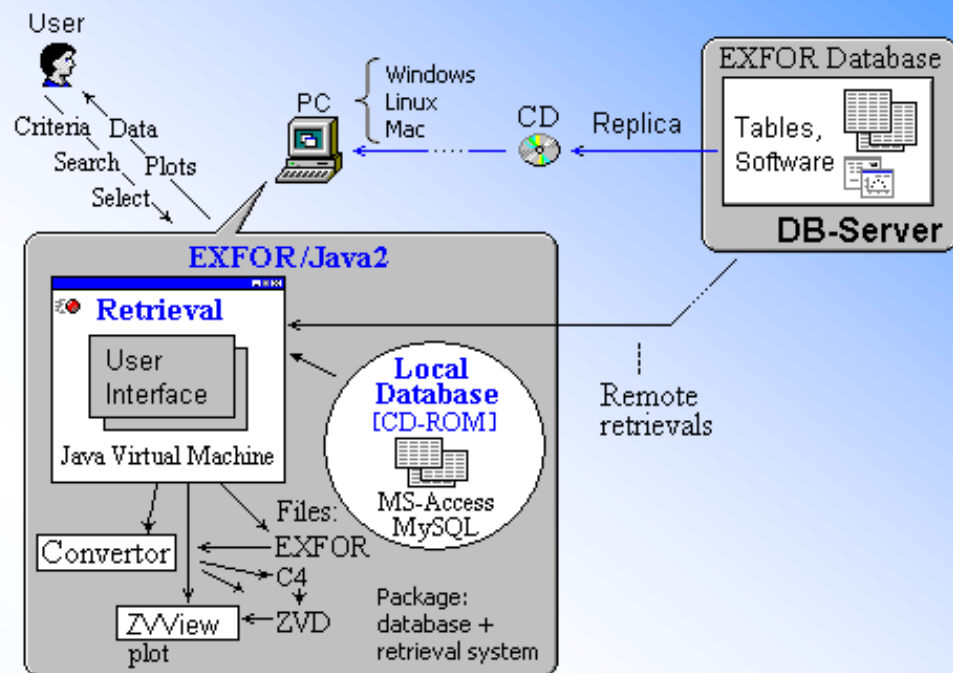 User
Criteria
Data
Search
Plots
Select
PC
Windows
Linux
Mac
CD
Replica
EXFOR Database
Tables,
Software
DB-Server
EXFOR/Java2
Retrieval
User
Interface
Java Virtual Machine
Local
Database
[CD-ROM]
MS-Access
MySQL
Remote
retrievals
Files:
Convertor
EXFOR
C4
ZVView
ZVD
plot
Package:
database +
retrieval system